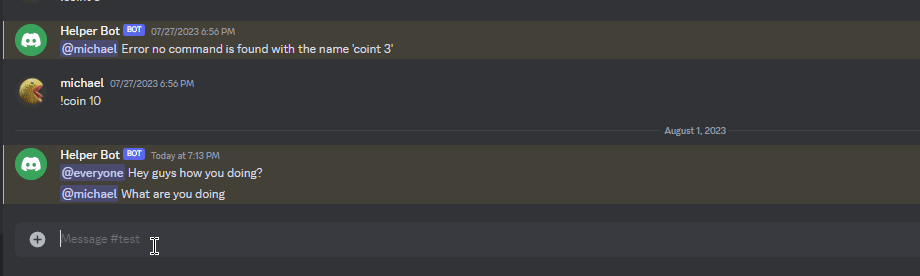 Helper Bot BOT 07/27/2023 6:56 PM
@michael Error no command is found with the name 'coint 3'
michael 07/27/2023 6:56 PM
!coin 10
August 1, 2023
Helper Bot BOT Today at 7:13 PM
@everyone Hey guys how you doing?
@michael What are you doing
Message #test